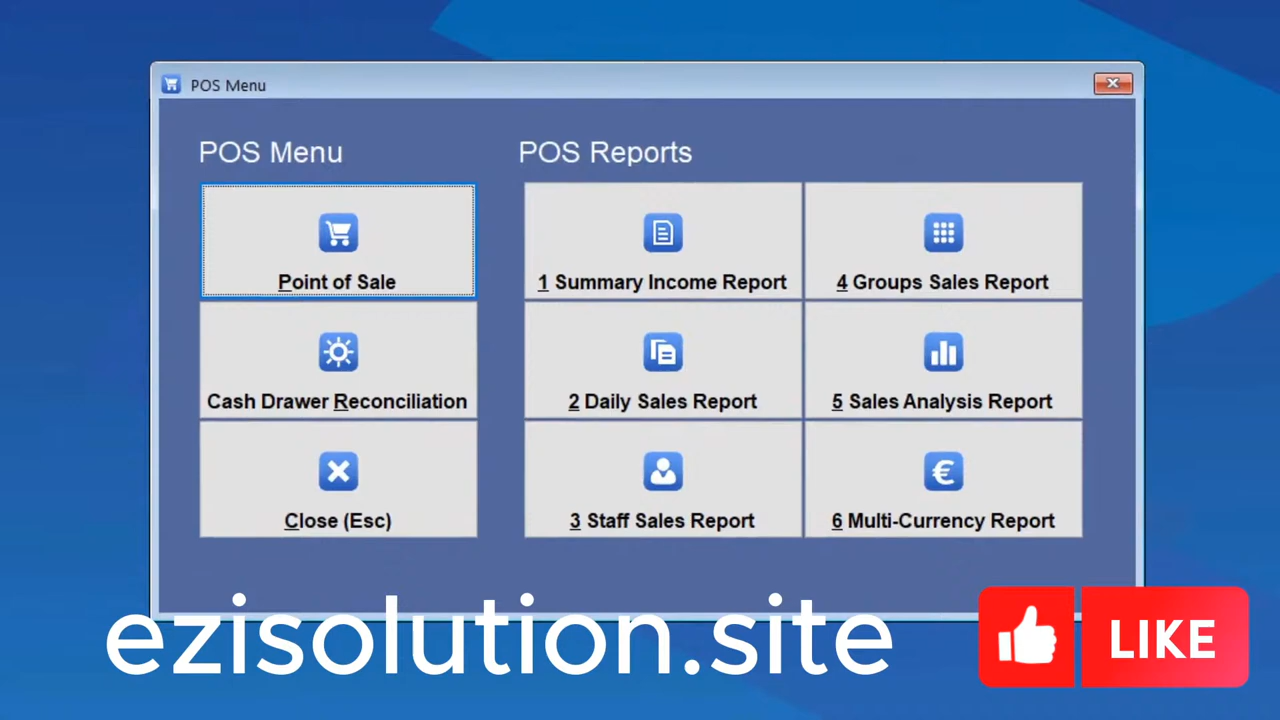 POS Menu
POS Menu
POS Reports
Point of Sale
1 Summary Income Report
4 Groups Sales Report
Cash Drawer Reconciliation
2 Daily Sales Report
5 Sales Analysis Report
Close (Esc)
3 Staff Sales Report
6 Multi-Currency Report
ezisolution.site
LIKE